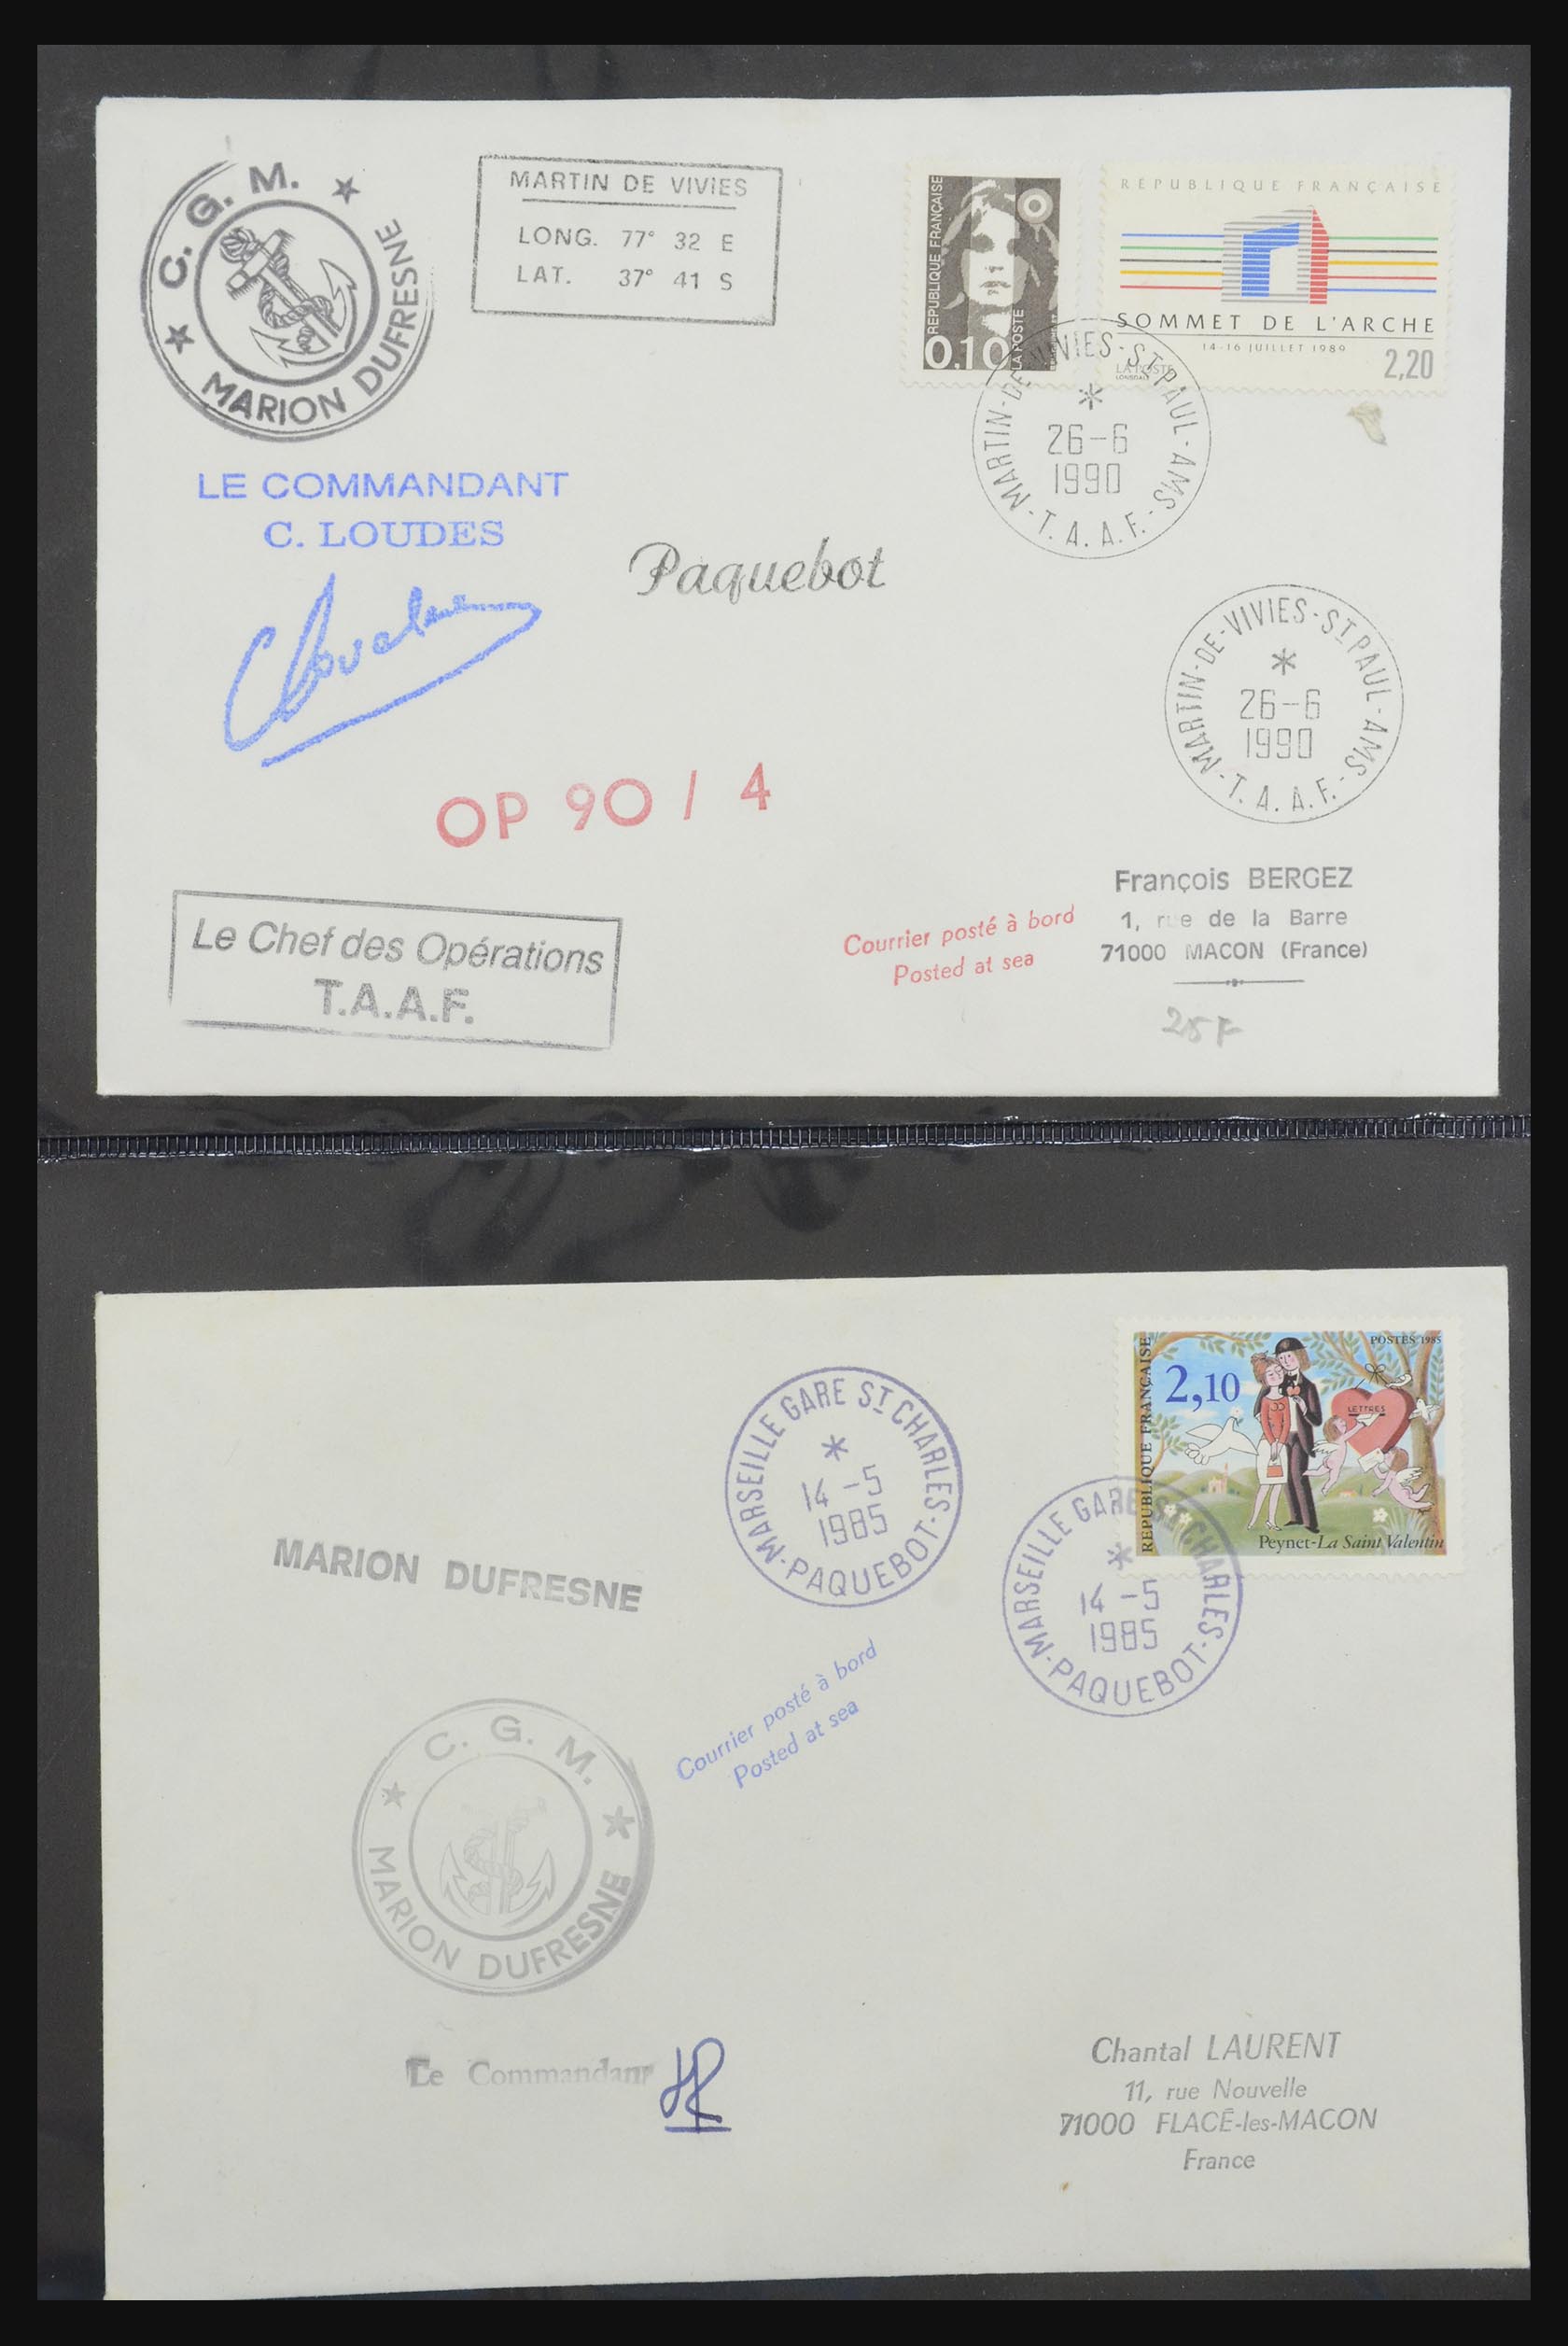 C. G. M.
MARION DUFRESNE
MARTIN DE VIVIES
LONG. 77° 32 E
LAT. 37° 41 S
REPUBLIQUE FRANÇAISE
0,10
LA POSTE
REPUBLIQUE FRANÇAISE
SOMMET DE L'ARCHE
14-16 JUILLET 1989
LA POSTE
2,20
MARTIN-DE-VIVIES-ST PAUL-AMS
26-6
1990
T. A. A. F.
LE COMMANDANT
C. LOUDES
Paquebot
MARTIN-DE-VIVIES-ST PAUL-AMS
26-6
1990
T. A. A. F.
OP 90 / 4
Le Chef des Opérations
T.A.A.F.
Courrier posté à bord
Posted at sea
François BERGEZ
1, rue de la Barre
71000 MACON (France)
25 F
REPUBLIQUE FRANÇAISE
POSTES 1985
2,10
LETTRES
Peynet-La Saint Valentin
MARSEILLE GARE ST CHARLES
14-5
1985
PAQUEBOT
MARSEILLE GARE ST CHARLES
14-5
1985
PAQUEBOT
MARION DUFRESNE
Courrier posté à bord
Posted at sea
C. G. M.
MARION DUFRESNE
Le Commandant
Chantal LAURENT
11, rue Nouvelle
71000 FLACÉ-les-MACON
France